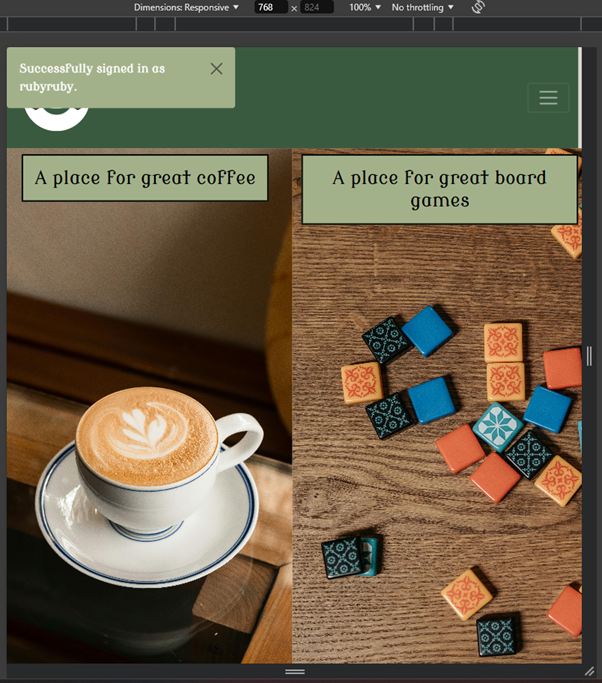 Dimensions: Responsive 768 × 824 100% No throttling
Successfully signed in as
rubyruby.
A place for great coffee
A place for great board
games